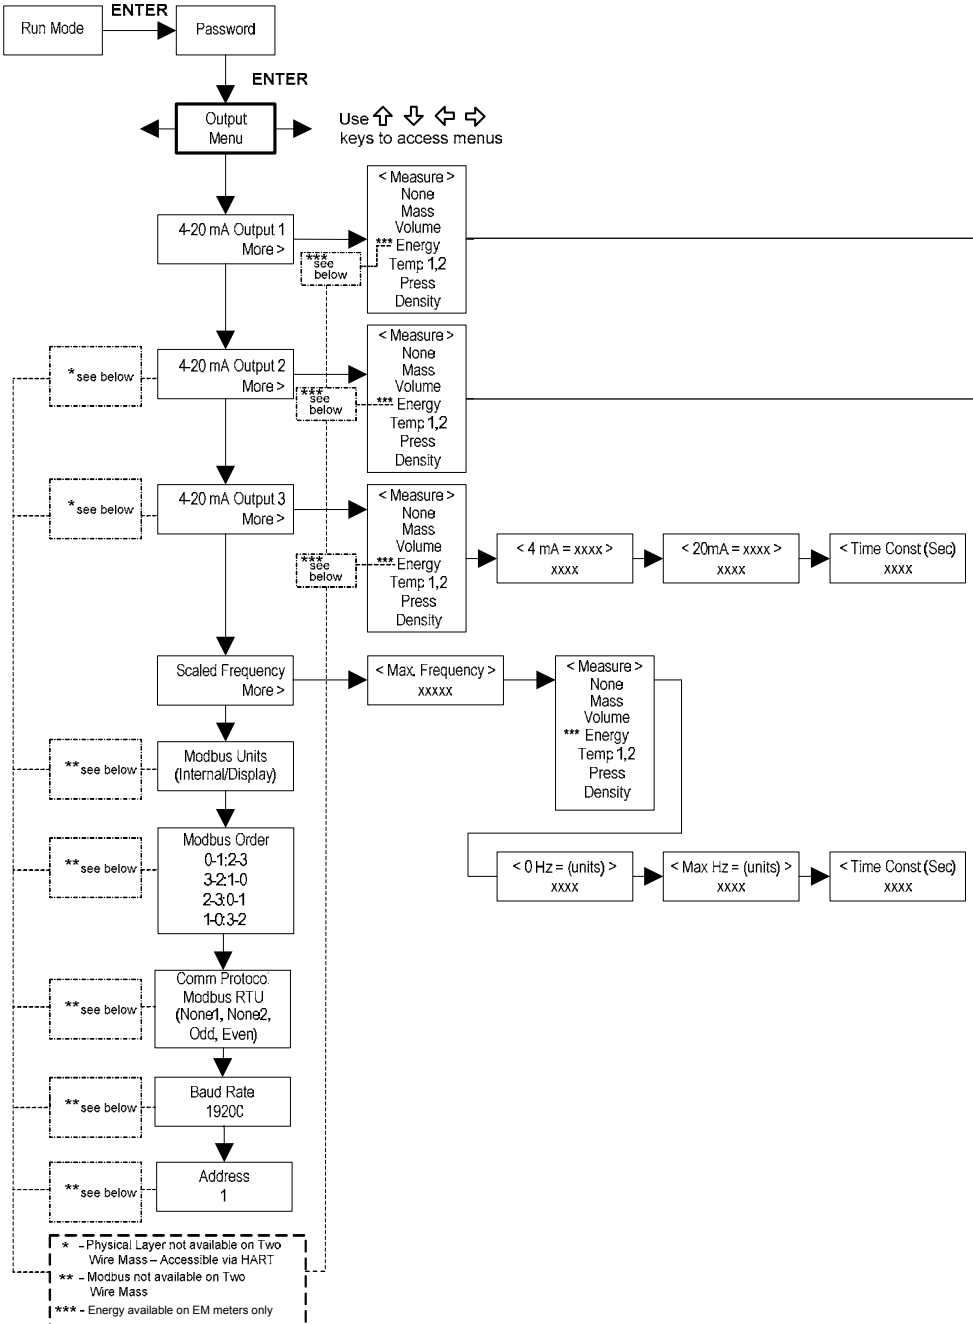 ENTER
Run Mode
Password
ENTER
Output
Menu
Use
keys to access menus
4-20 mA Output 1
More >
*** see
below
< Measure >
None
Mass
Volume
*** Energy
Temp 1,2
Press
Density
* see below
4-20 mA Output 2
More >
*** see
below
< Measure >
None
Mass
Volume
*** Energy
Temp 1,2
Press
Density
* see below
4-20 mA Output 3
More >
*** see
below
< Measure >
None
Mass
Volume
*** Energy
Temp 1,2
Press
Density
< 4 mA = xxxx >
xxxx
< 20mA = xxxx >
xxxx
< Time Const (Sec)
xxxx
Scaled Frequency
More >
< Max. Frequency >
xxxxx
< Measure >
None
Mass
Volume
*** Energy
Temp 1,2
Press
Density
< 0 Hz = (units) >
xxxx
< Max Hz = (units) >
xxxx
< Time Const (Sec)
xxxx
** see below
Modbus Units
(Internal/Display)
** see below
Modbus Order
0-1:2-3
3-2:1-0
2-3:0-1
1-0:3-2
** see below
Comm Protocol
Modbus RTU
(None1, None2,
Odd, Even)
** see below
Baud Rate
19200
** see below
Address
1
* - Physical Layer not available on Two
Wire Mass – Accessible via HART
** - Modbus not available on Two
Wire Mass
*** - Energy available on EM meters only